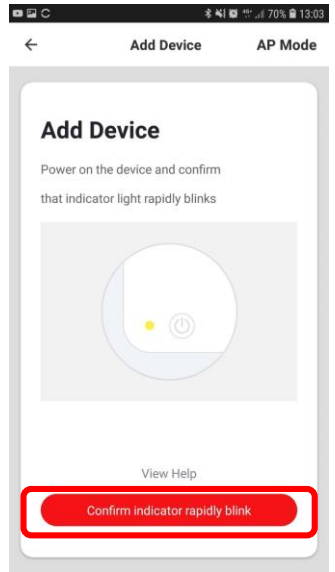 70% 13:03
Add Device AP Mode
Add Device
Power on the device and confirm
that indicator light rapidly blinks
View Help
Confirm indicator rapidly blink